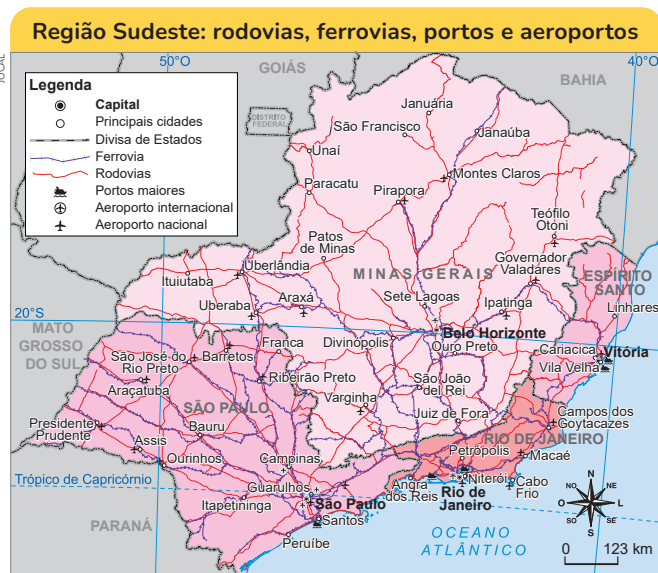 Região Sudeste: rodovias, ferrovias, portos e aeroportos
50°O
40°O
GOIÁS
BAHIA
DISTRITO
FEDERAL
Legenda
Capital
Principais cidades
Divisa de Estados
Ferrovia
Rodovias
Portos maiores
Aeroporto internacional
Aeroporto nacional
Januária
São Francisco
Janaúba
Unaí
Montes Claros
Paracatu
Pirapora
Teófilo
Otoni
Patos
de Minas
Uberlândia
MINAS GERAIS
Governador
Valadares
ESPÍRITO
SANTO
Ituiutaba
Araxá
Sete Lagoas
Ipatinga
Uberaba
Linhares
20°S
MATO
GROSSO
DO SUL
Belo Horizonte
Franca
Divinópolis
Ouro Preto
Cariacica
Vitória
São José do
Rio Preto
Barretos
Vila Velha
Ribeirão Preto
São João
del Rei
Araçatuba
SÃO PAULO
Varginha
Juiz de Fora
Campos dos
Goytacazes
Presidente
Prudente
Bauru
RIO DE JANEIRO
Assis
Petrópolis
Macaé
Ourinhos
Campinas
Trópico de Capricórnio
Guarulhos
Niterói
Cabo
Frio
Angra
dos Reis
Rio de
Janeiro
São Paulo
Itapetininga
Santos
PARANÁ
Peruíbe
OCEANO
ATLÂNTICO
N
NO
NE
O
L
SO
SE
S
0
123 km